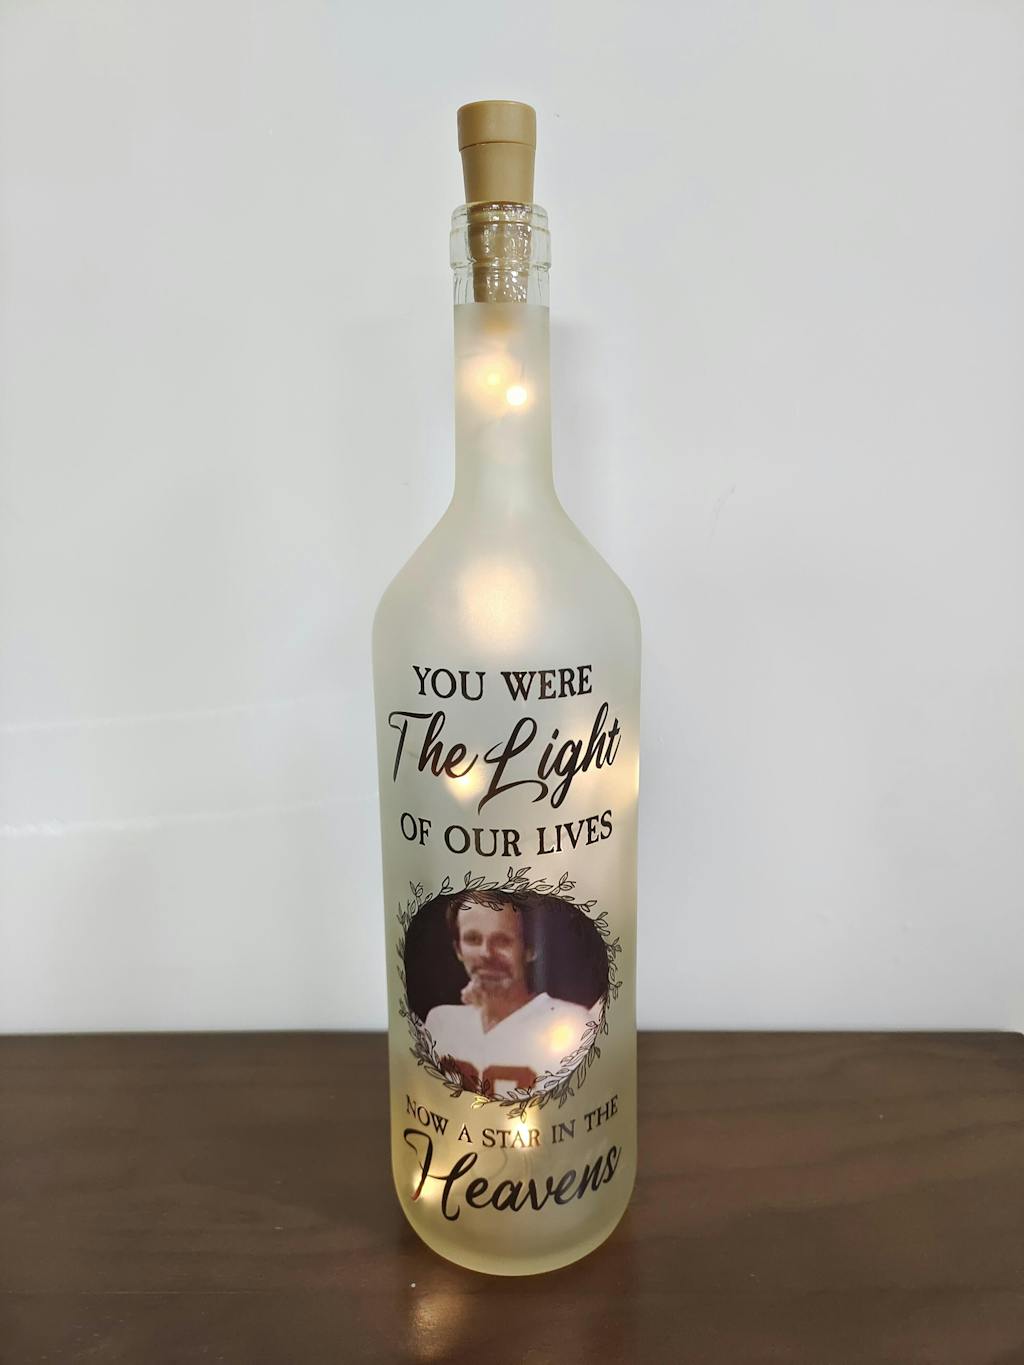 YOU WERE
The Light
OF OUR LIVES
NOW A STAR IN THE
Heavens